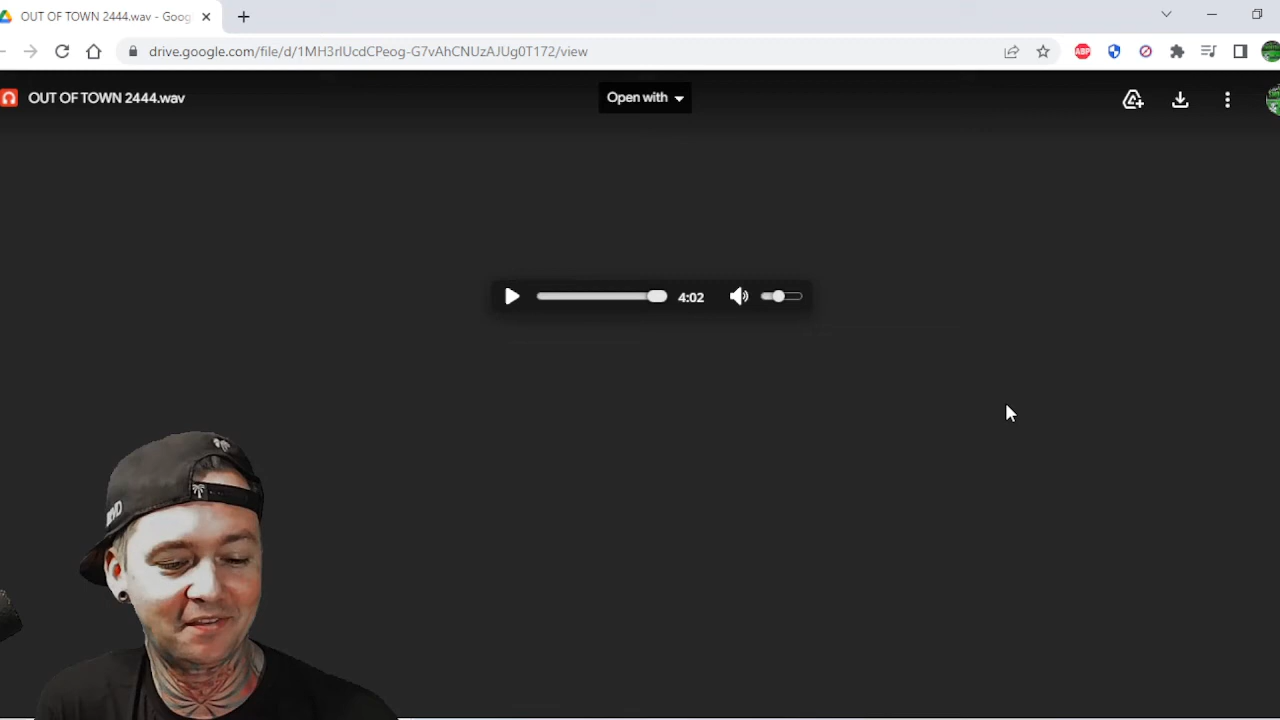 OUT OF TOWN 2444.wav - Goog
drive.google.com/file/d/1MH3rlUcdCPeog-G7vAhCNUzAJUg0T172/view
ABP
OUT OF TOWN 2444.wav
Open with
4:02